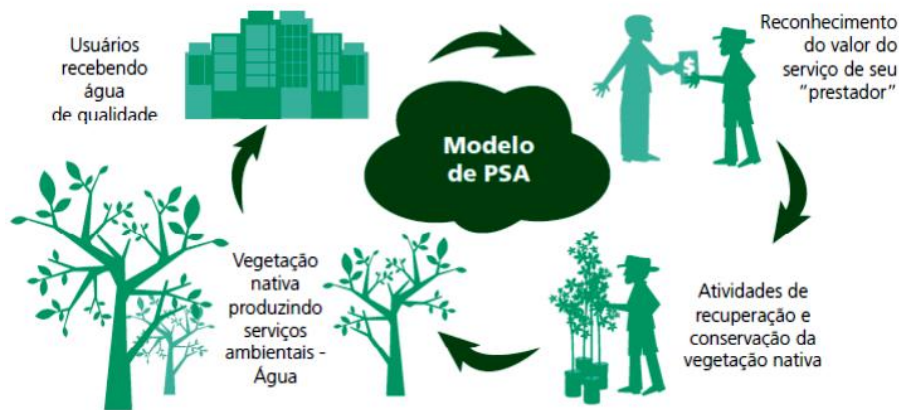 Usuários
recebendo
água
de qualidade
Modelo
de PSA
$
Reconhecimento
do valor do
serviço de seu
“prestador”
Atividades de
recuperação e
conservação da
vegetação nativa
Vegetação
nativa
produzindo
serviços
ambientais -
Água